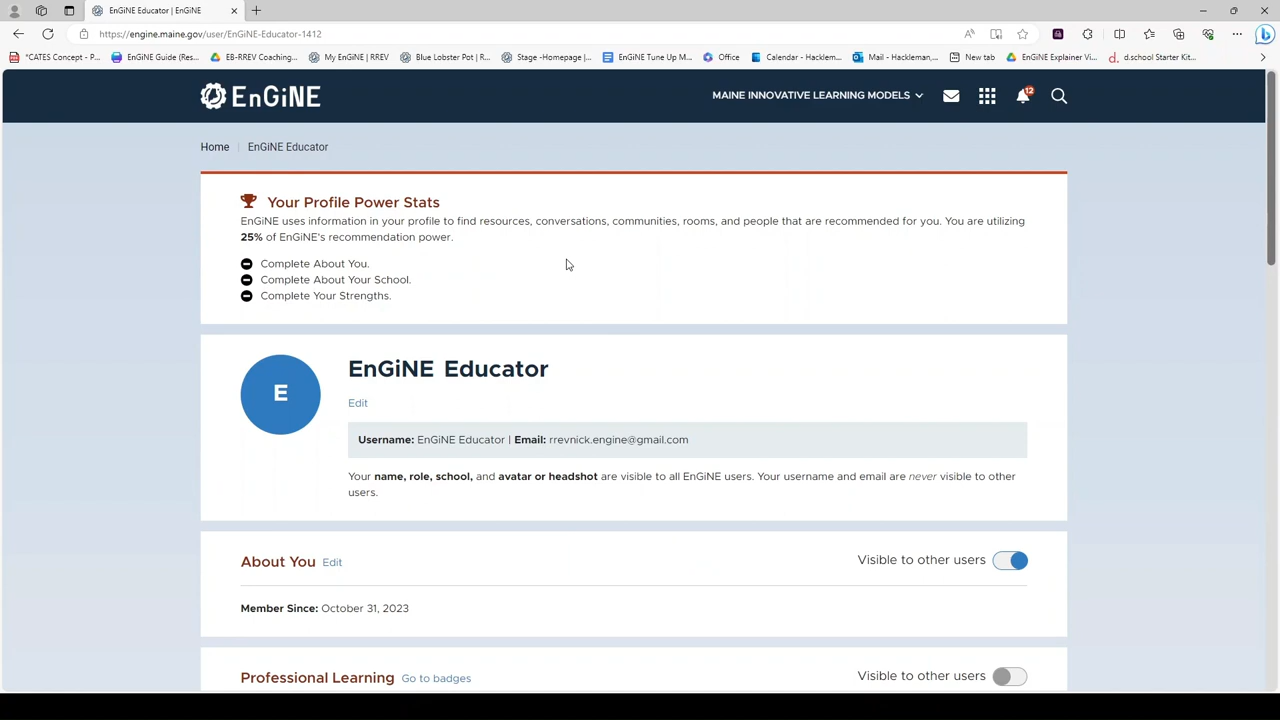 EnGiNE Educator | EnGiNE
https://engine.maine.gov/user/EnGiNE-Educator-1412
*CATES Concept - P...
EnGiNE Guide (Res...
EB-RREV Coaching...
My EnGiNE | RREV
Blue Lobster Pot | R...
Stage -Homepage |...
EnGiNE Tune Up M...
Office
Calendar - Hacklem...
Mail - Hackleman,...
New tab
EnGiNE Explainer Vi...
d.school Starter Kit...
EnGiNE
MAINE INNOVATIVE LEARNING MODELS
12
Home | EnGiNE Educator
Your Profile Power Stats
EnGiNE uses information in your profile to find resources, conversations, communities, rooms, and people that are recommended for you. You are utilizing
25% of EnGiNE's recommendation power.
Complete About You.
Complete About Your School.
Complete Your Strengths.
E
EnGiNE Educator
Edit
Username: EnGiNE Educator | Email: rrevnick.engine@gmail.com
Your name, role, school, and avatar or headshot are visible to all EnGiNE users. Your username and email are never visible to other
users.
About You Edit
Visible to other users
Member Since: October 31, 2023
Professional Learning Go to badges
Visible to other users